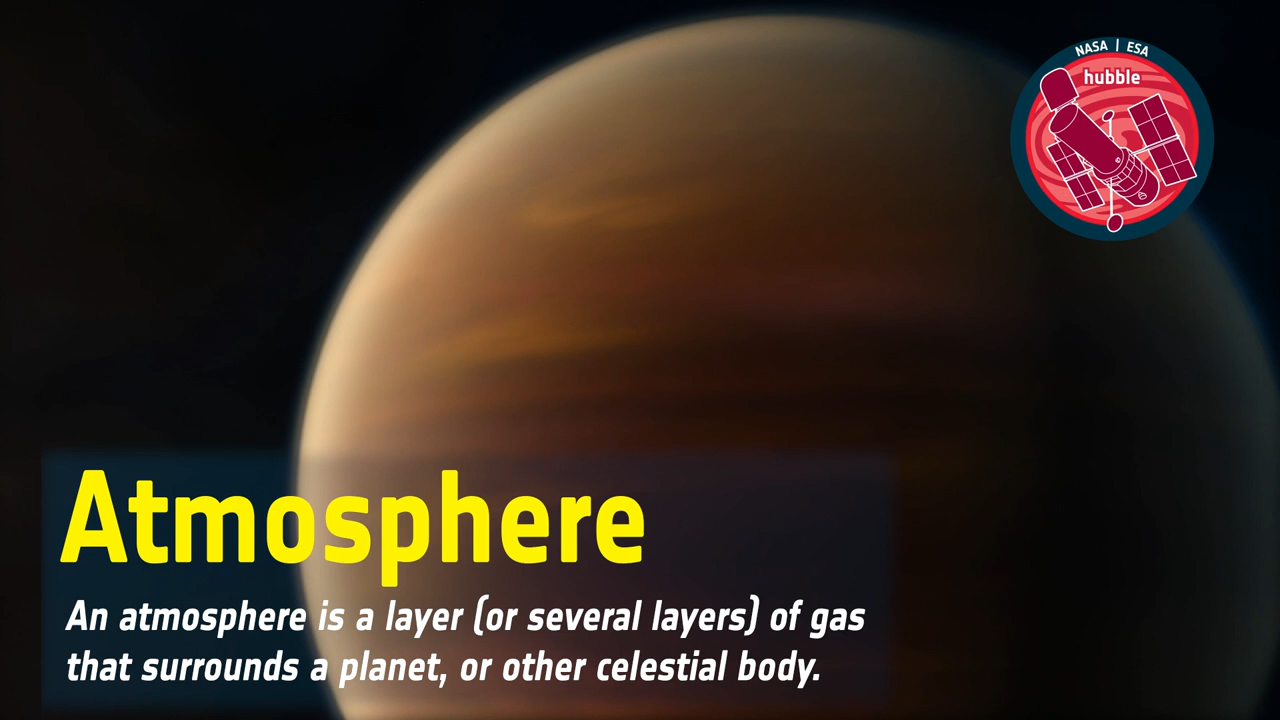 NASA | ESA
hubble
Atmosphere
An atmosphere is a layer (or several layers) of gas
that surrounds a planet, or other celestial body.